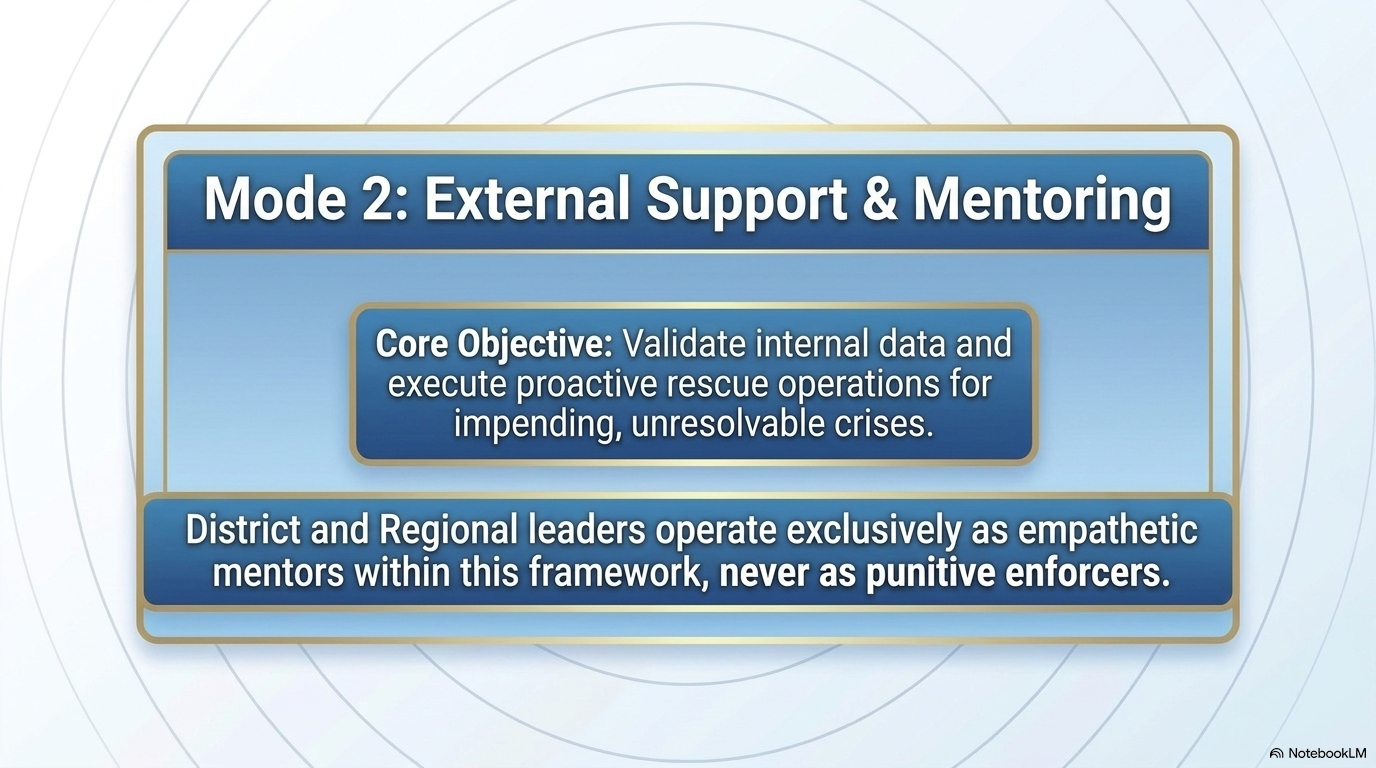 Mode 2: External Support & Mentoring
Core Objective: Validate internal data and
execute proactive rescue operations for
impending, unresolvable crises.
District and Regional leaders operate exclusively as empathetic
mentors within this framework, never as punitive enforcers.
NotebookLM